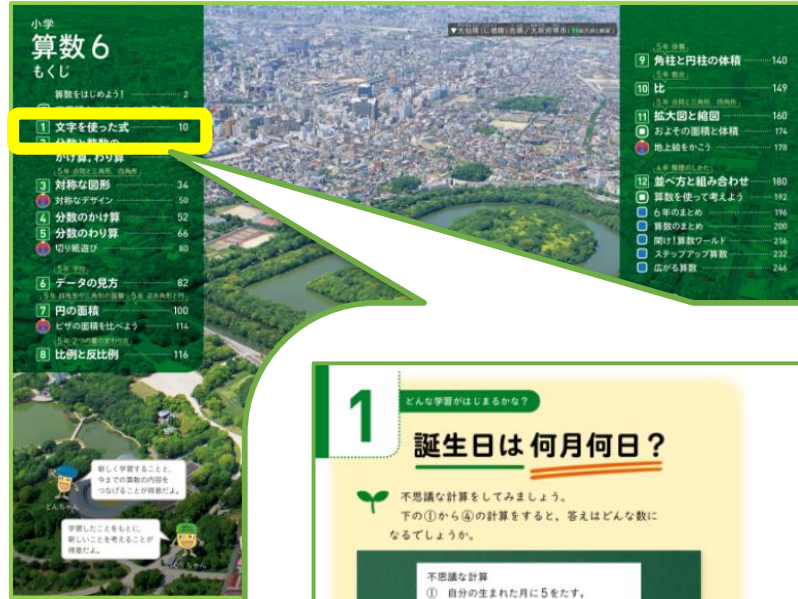 小学
算数6
もくじ
算数をはじめよう! 2
1 文字を使った式 10
かけ算，わり算
5年 合同と三角形，四角形
3 対称な図形 34
対称なデザイン 50
4 分数のかけ算 52
5 分数のわり算 66
切り紙遊び 80
5年 平均
6 データの見方 82
7 円の面積 100
ピザの面積を比べよう 114
8 比例と反比例 116
5年 体積
9 角柱と円柱の体積 140
5年 割合
10 比 149
5年 合同と三角形，四角形
11 拡大図と縮図 160
およその面積と体積 174
地上絵をかこう 178
4年 整理のしかた
12 並べ方と組み合わせ 180
算数を使って考えよう 192
6年のまとめ 196
算数のまとめ 200
開け!算数ワールド 216
ステップアップ算数 232
広がる算数 246
新しく学習することと，
今までの算数の内容を
つなげることが得意だよ。
どんちゃん
学習したことをもとに，
新しいことを考えることが
得意だよ。
1
どんな学習がはじまるかな?
誕生日は何月何日?
不思議な計算をしてみましょう。
下の①から④の計算をすると，答えはどんな数に
なるでしょうか。
不思議な計算
① 自分の生まれた月に5をたす。